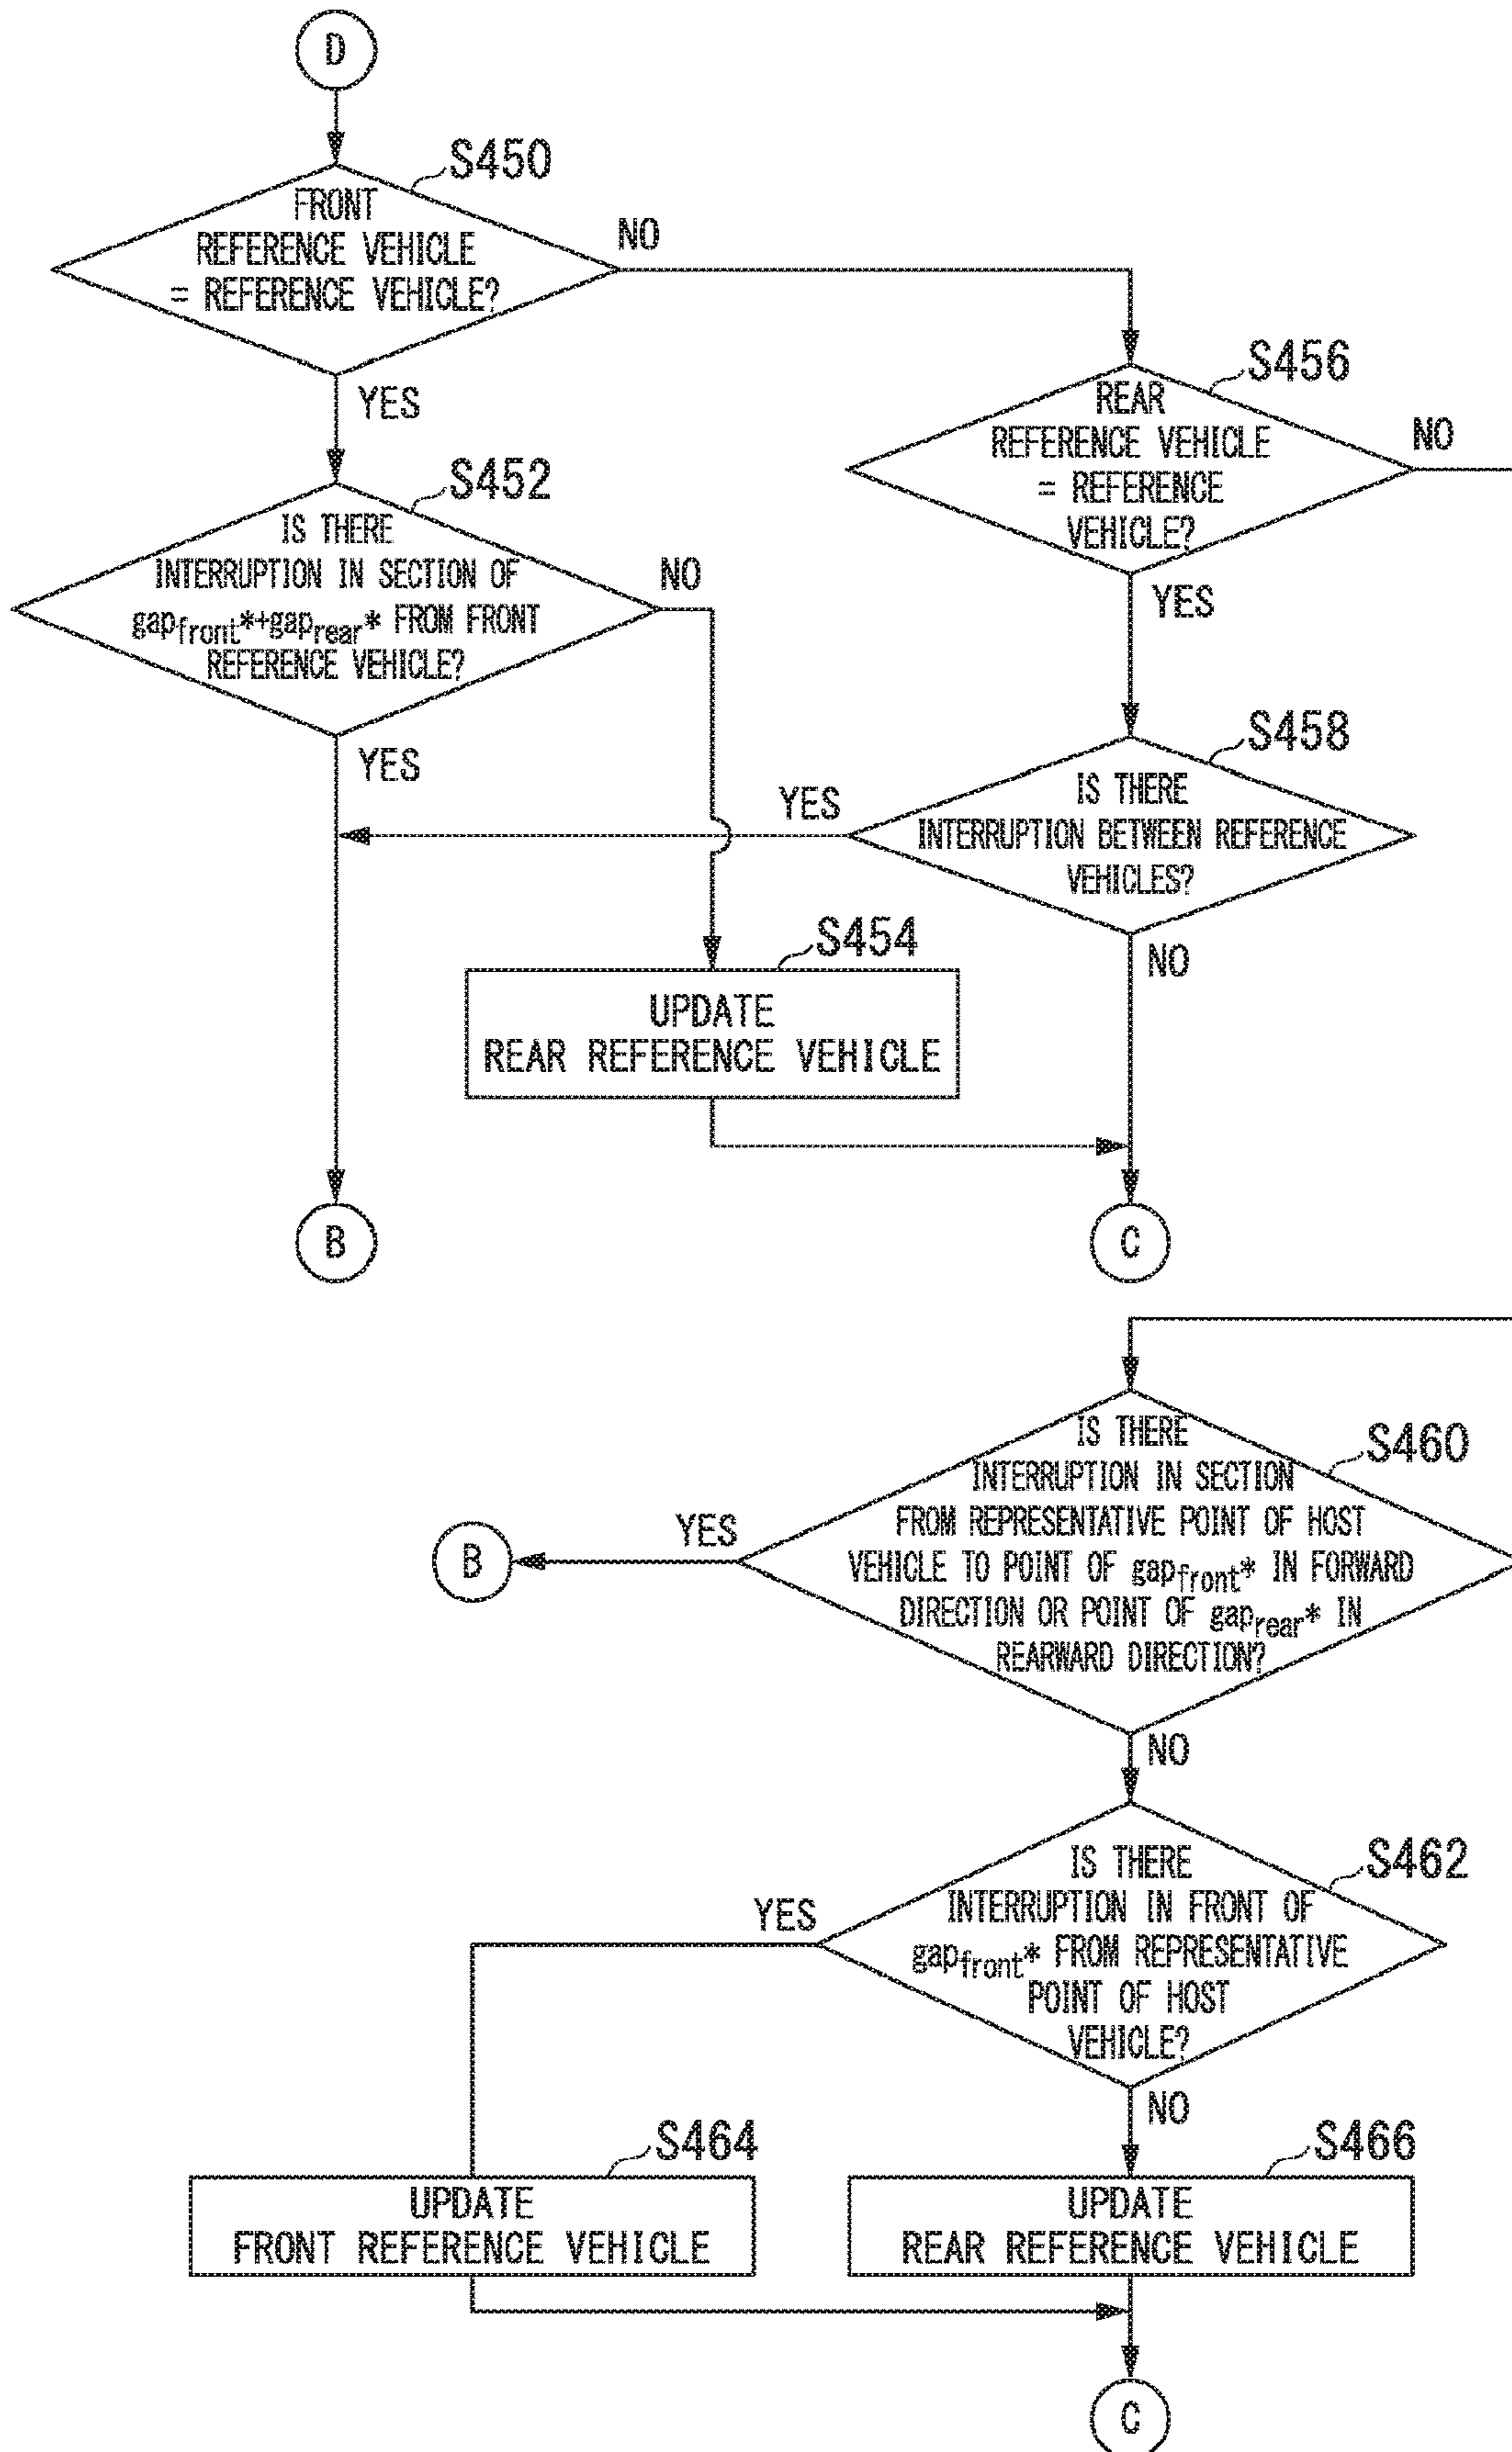 D
S450
FRONT
REFERENCE VEHICLE
= REFERENCE VEHICLE?
NO
YES
S456
REAR
REFERENCE VEHICLE
= REFERENCE
VEHICLE?
NO
YES
S452
IS THERE
INTERRUPTION IN SECTION OF
gapfront*+gaprear* FROM FRONT
REFERENCE VEHICLE?
NO
YES
S458
IS THERE
INTERRUPTION BETWEEN REFERENCE
VEHICLES?
YES
NO
S454
UPDATE
REAR REFERENCE VEHICLE
B
C
S460
IS THERE
INTERRUPTION IN SECTION
FROM REPRESENTATIVE POINT OF HOST
VEHICLE TO POINT OF gapfront* IN FORWARD
DIRECTION OR POINT OF gaprear* IN
REARWARD DIRECTION?
YES
B
NO
S462
IS THERE
INTERRUPTION IN FRONT OF
gapfront* FROM REPRESENTATIVE
POINT OF HOST
VEHICLE?
YES
NO
S464
UPDATE
FRONT REFERENCE VEHICLE
S466
UPDATE
REAR REFERENCE VEHICLE
C